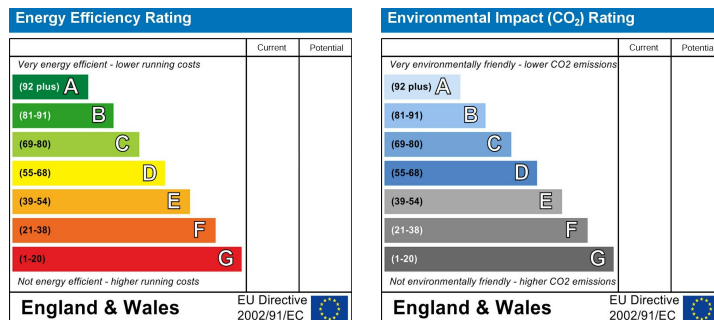 Energy Efficiency Rating
Current Potential
Very energy efficient - lower running costs
(92 plus) A
(81-91) B
(69-80) C
(55-68) D
(39-54) E
(21-38) F
(1-20) G
Not energy efficient - higher running costs
England & Wales
EU Directive
2002/91/EC
Environmental Impact (CO₂) Rating
Current Potentia
Very environmentally friendly - lower CO2 emissions
(92 plus) A
(81-91) B
(69-80) C
(55-68) D
(39-54) E
(21-38) F
(1-20) G
Not environmentally friendly - higher CO2 emissions
England & Wales
EU Directive
2002/91/EC